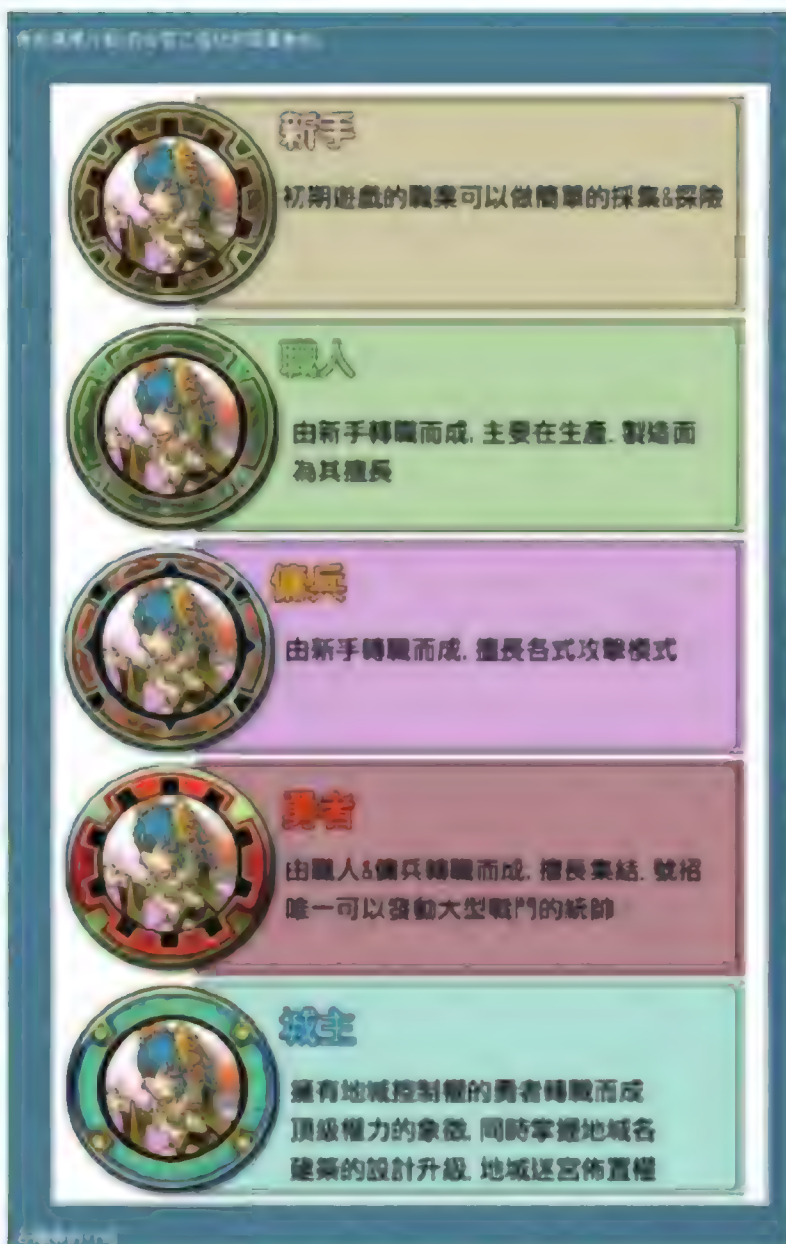 新手
初期遊戲的職業可以做簡單的採集&探險
職人
由新手轉職而成, 主要在生產, 製造面
為其擅長
傭兵
由新手轉職而成, 擅長各式攻擊模式
勇者
由職人&傭兵轉職而成, 擅長集結, 號招
唯一可以發動大型戰鬥的統帥
城主
擁有地城控制權的勇者轉職而成
頂級權力的象徵, 同時掌握地城名
建築的設計升級, 地城迷宮佈置權